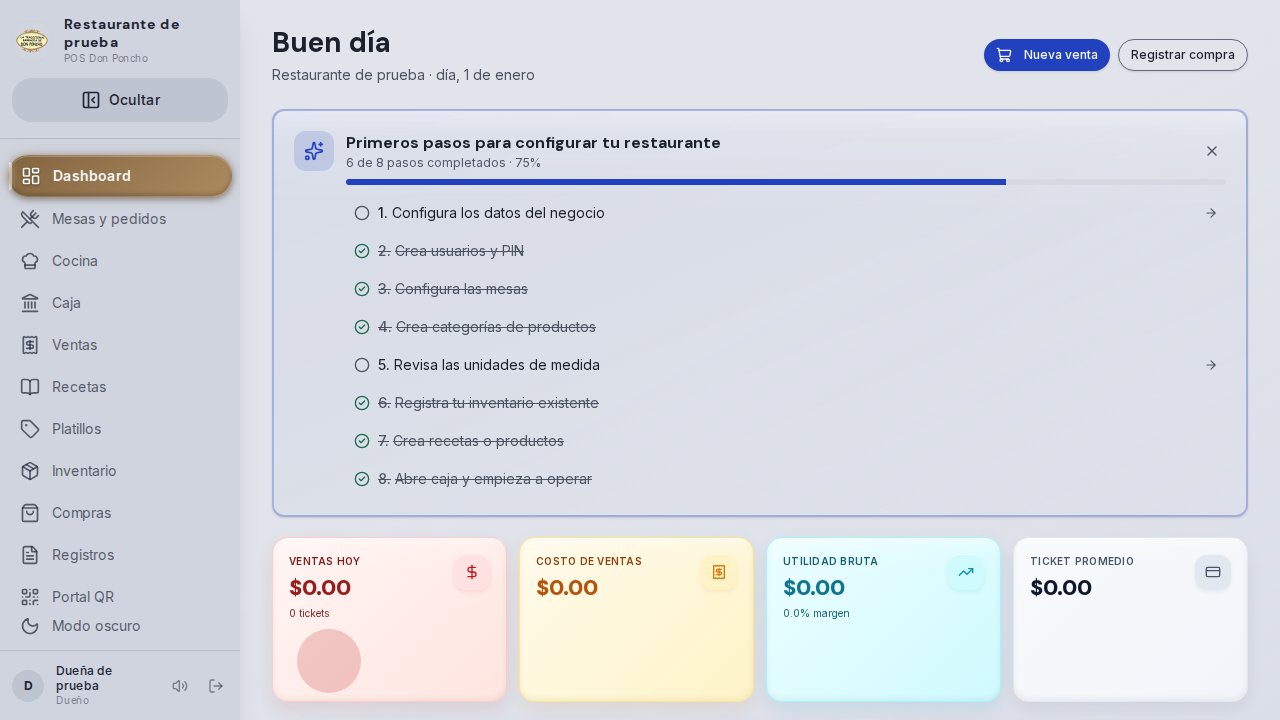 Restaurante de
prueba
POS Don Poncho
Ocultar
Dashboard
Mesas y pedidos
Cocina
Caja
Ventas
Recetas
Platillos
Inventario
Compras
Registros
Portal QR
Modo oscuro
D
Dueña de
prueba
Dueño
Buen día
Restaurante de prueba · día, 1 de enero
Nueva venta
Registrar compra
Primeros pasos para configurar tu restaurante
6 de 8 pasos completados · 75%
1. Configura los datos del negocio
2. Crea usuarios y PIN
3. Configura las mesas
4. Crea categorías de productos
5. Revisa las unidades de medida
6. Registra tu inventario existente
7. Crea recetas o productos
8. Abre caja y empieza a operar
VENTAS HOY
$0.00
0 tickets
COSTO DE VENTAS
$0.00
UTILIDAD BRUTA
$0.00
0.0% margen
TICKET PROMEDIO
$0.00